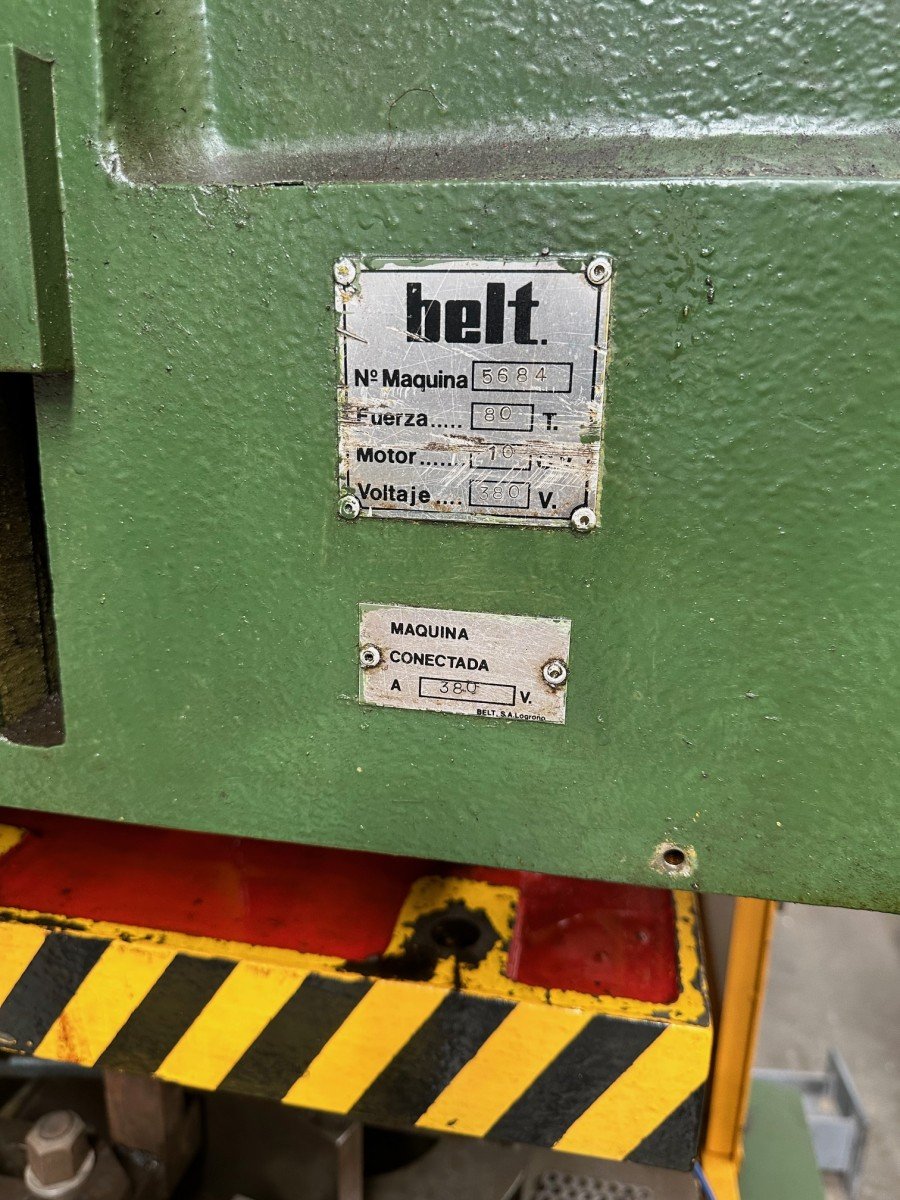 belt.
Nº Maquina 5684
Fuerza..... 80 T.
Motor....... 10
Voltaje .... 380 V.
MAQUINA
CONECTADA
A 380 V.
BELT, S.A. Logroño